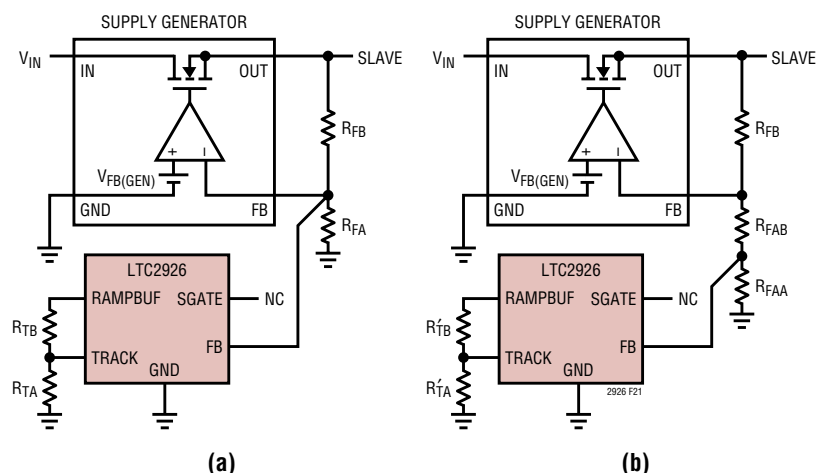 SUPPLY GENERATOR
V_IN
IN
OUT
SLAVE
R_FB
+
–
V_FB(GEN)
GND
FB
R_FA
LTC2926
RAMPBUF
SGATE
NC
R_TB
FB
TRACK
GND
R_TA
(a)
SUPPLY GENERATOR
V_IN
IN
OUT
SLAVE
R_FB
+
–
V_FB(GEN)
GND
FB
R_FAB
LTC2926
RAMPBUF
SGATE
NC
R_FAA
R′_TB
FB
TRACK
GND
R′_TA
2926 F21
(b)